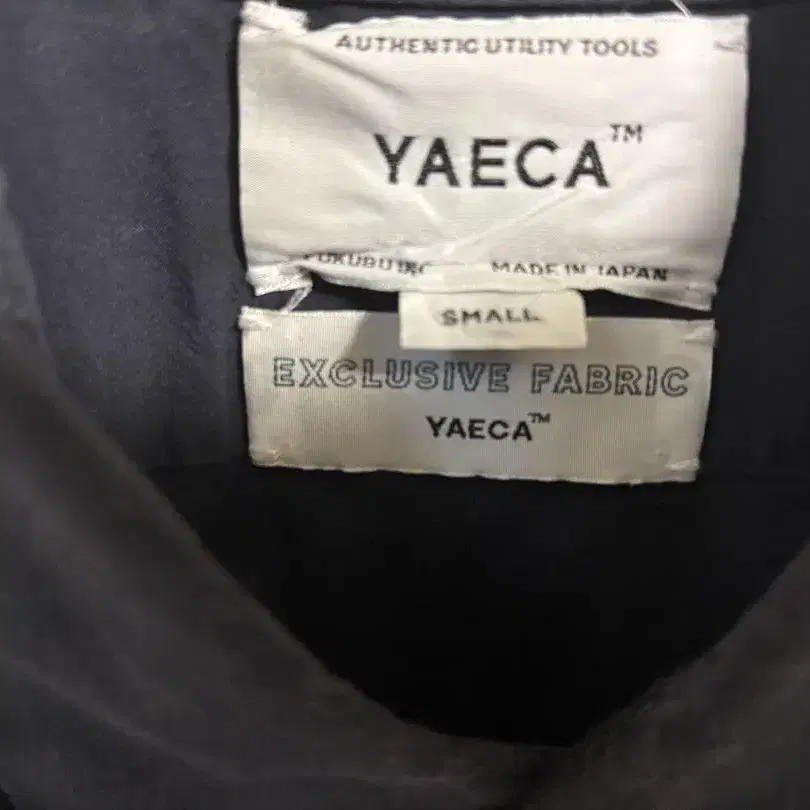 AUTHENTIC UTILITY TOOLS
YAECA™
MADE IN JAPAN
SMALL
EXCLUSIVE FABRIC
YAECA™